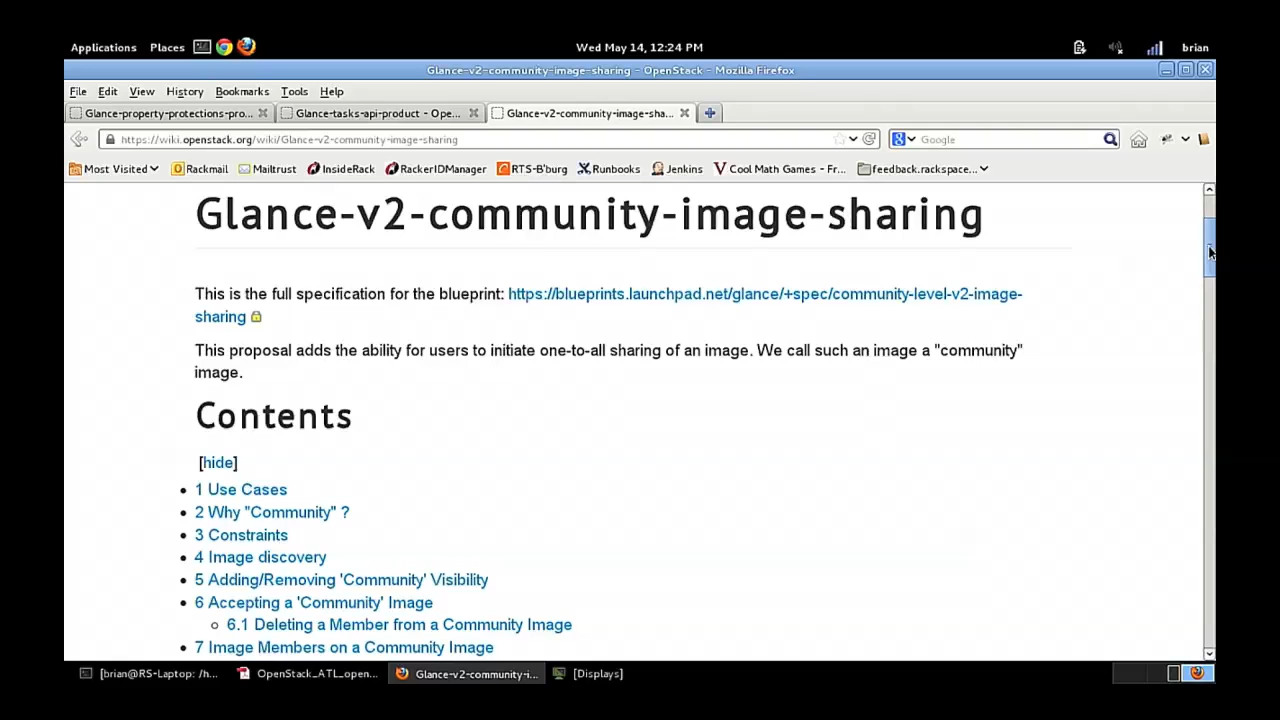 Applications Places Wed May 14, 12:24 PM brian
Glance-v2-community-image-sharing - OpenStack - Mozilla Firefox
File Edit View History Bookmarks Tools Help
Glance-property-protections-pro... Glance-tasks-api-product - Ope... Glance-v2-community-image-sha...
https://wiki.openstack.org/wiki/Glance-v2-community-image-sharing Google
Most Visited Rackmail Mailtrust InsideRack RackerIDManager RTS-B'burg Runbooks Jenkins Cool Math Games - Fr... feedback.rackspace...
Glance-v2-community-image-sharing
This is the full specification for the blueprint: https://blueprints.launchpad.net/glance/+spec/community-level-v2-image-
sharing
This proposal adds the ability for users to initiate one-to-all sharing of an image. We call such an image a "community"
image.
Contents
[hide]
1 Use Cases
2 Why "Community" ?
3 Constraints
4 Image discovery
5 Adding/Removing 'Community' Visibility
6 Accepting a 'Community' Image
6.1 Deleting a Member from a Community Image
7 Image Members on a Community Image
[brian@RS-Laptop: /h... OpenStack_ATL_open... Glance-v2-community-i... [Displays]